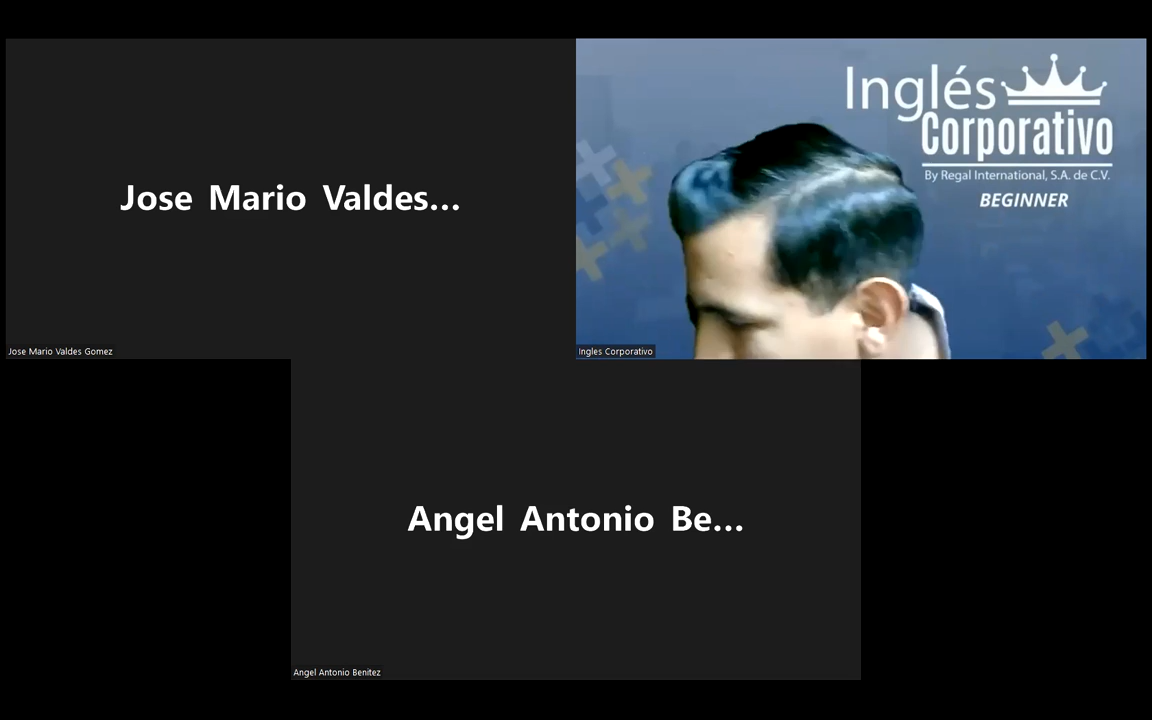 Jose Mario Valdes...
Jose Mario Valdes Gomez
Inglés
Corporativo
By Regal International, S.A. de C.V.
BEGINNER
Ingles Corporativo
Angel Antonio Be...
Angel Antonio Benitez